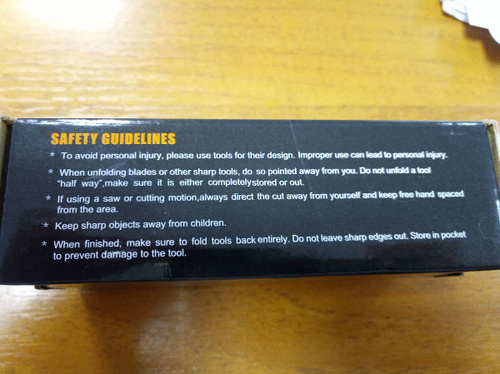 SAFETY GUIDELINES
* To avoid personal injury, please use tools for their design. Improper use can lead to personal injury.
* When unfolding blades or other sharp tools, do so pointed away from you. Do not unfold a tool
"half way",make sure it is either completely stored or out.
* If using a saw or cutting motion,always direct the cut away from yourself and keep free hand spaced
from the area.
* Keep sharp objects away from children.
* When finished, make sure to fold tools back entirely. Do not leave sharp edges out. Store in pocket
to prevent damage to the tool.